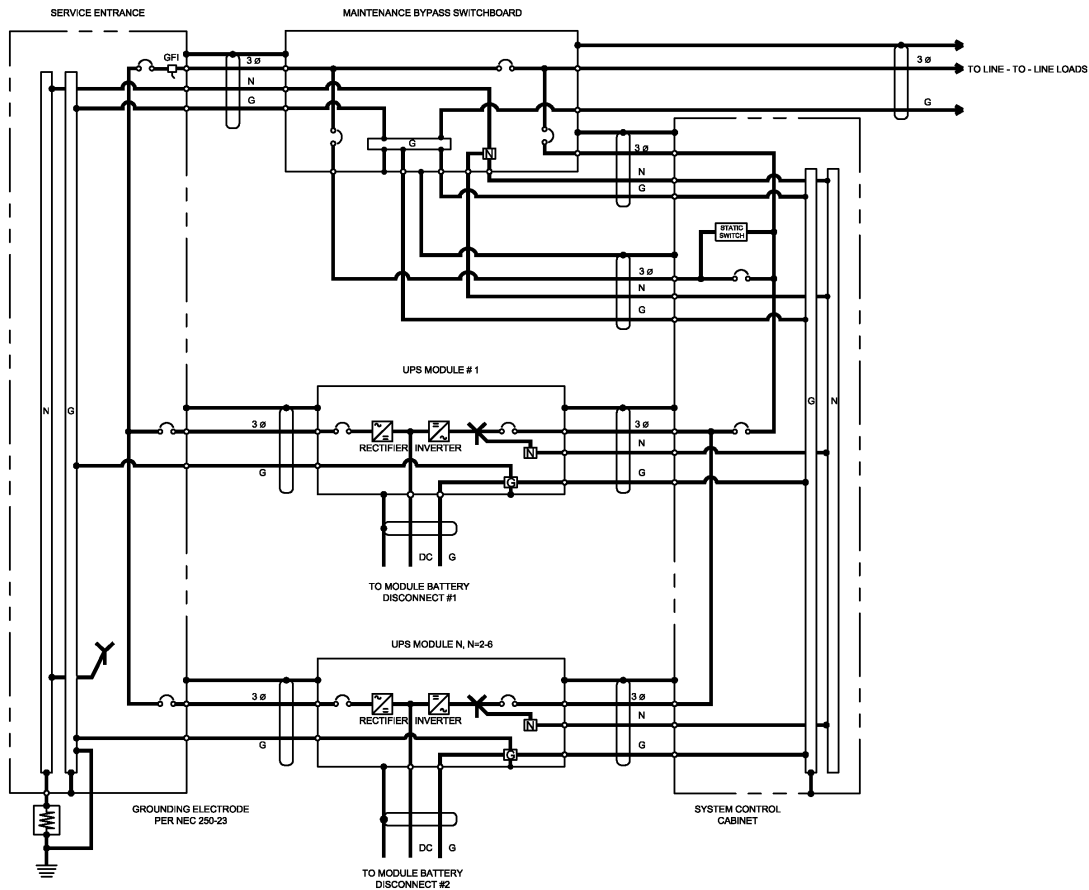 SERVICE ENTRANCE
MAINTENANCE BYPASS SWITCHBOARD
GFI
3 ø
N
G
3 ø
TO LINE - TO - LINE LOADS
G
G
N
3 ø
N
G
STATIC
SWITCH
3 ø
N
G
UPS MODULE # 1
N
G
G
N
3 ø
RECTIFIER
INVERTER
3 ø
N
N
G
G
G
DC
G
TO MODULE BATTERY
DISCONNECT #1
UPS MODULE N, N=2-6
3 ø
RECTIFIER
INVERTER
3 ø
N
N
G
G
G
GROUNDING ELECTRODE
PER NEC 250-23
SYSTEM CONTROL
CABINET
DC
G
TO MODULE BATTERY
DISCONNECT #2